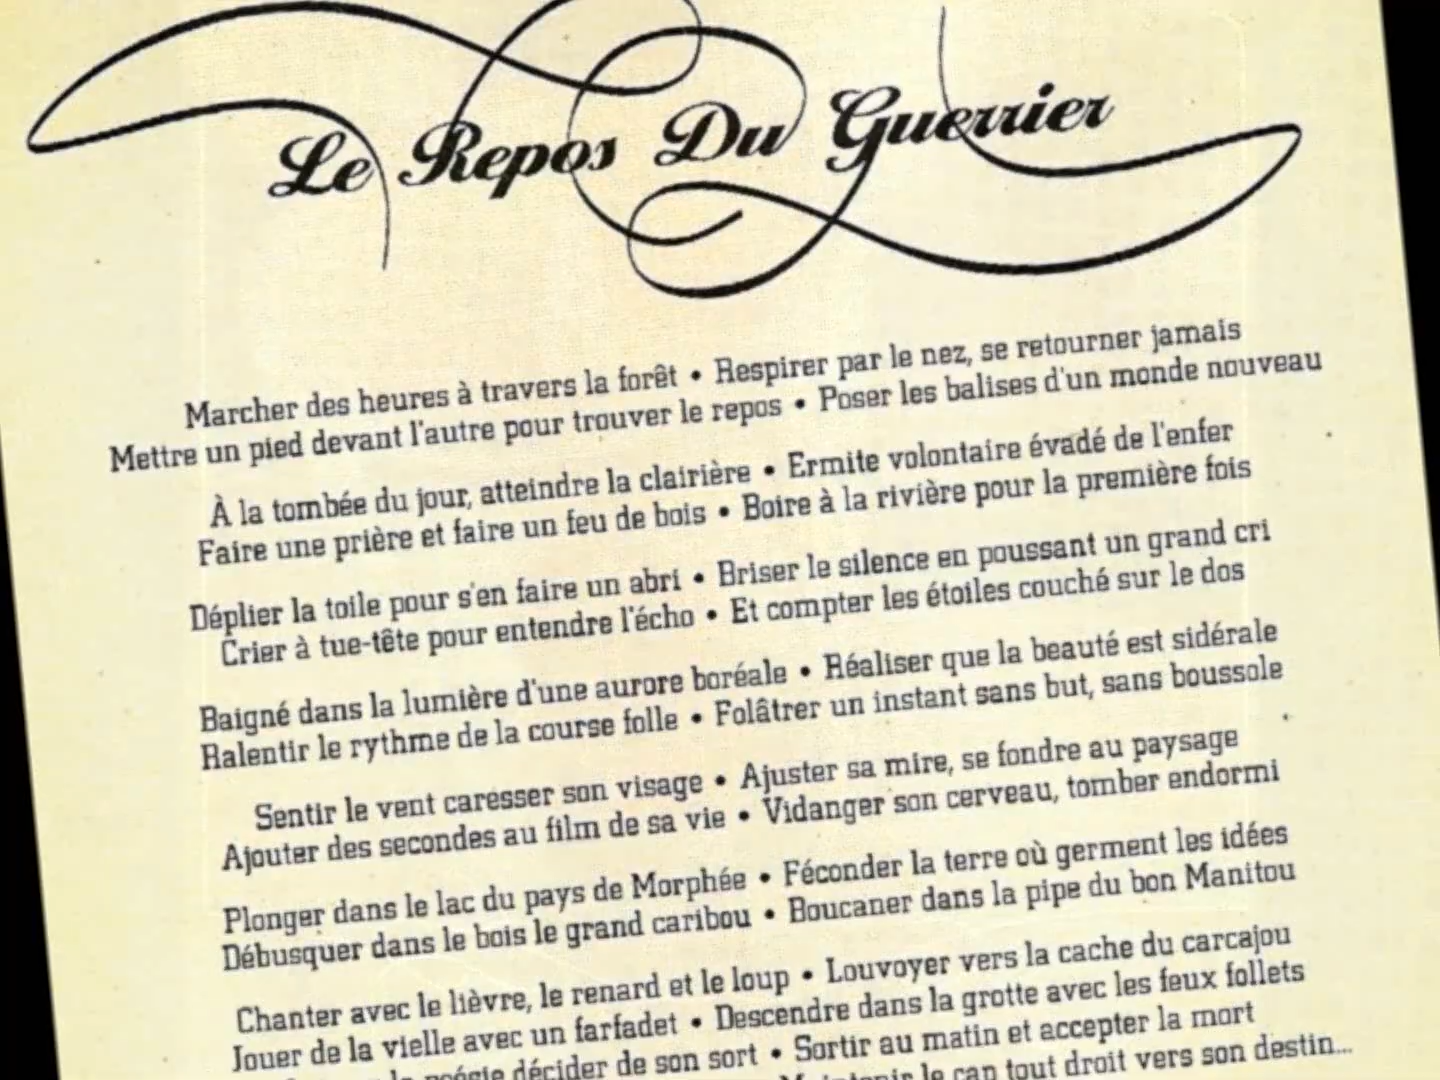 Le Repos Du Guerrier
Marcher des heures à travers la forêt • Respirer par le nez, se retourner jamais
Mettre un pied devant l'autre pour trouver le repos • Poser les balises d'un monde nouveau
À la tombée du jour, atteindre la clairière • Ermite volontaire évadé de l'enfer
Faire une prière et faire un feu de bois • Boire à la rivière pour la première fois
Déplier la toile pour s'en faire un abri • Briser le silence en poussant un grand cri
Crier à tue-tête pour entendre l'écho • Et compter les étoiles couché sur le dos
Baigné dans la lumière d'une aurore boréale • Réaliser que la beauté est sidérale
Ralentir le rythme de la course folle • Folâtrer un instant sans but, sans boussole
Sentir le vent caresser son visage • Ajuster sa mire, se fondre au paysage
Ajouter des secondes au film de sa vie • Vidanger son cerveau, tomber endormi
Plonger dans le lac du pays de Morphée • Féconder la terre où germent les idées
Débusquer dans le bois le grand caribou • Boucaner dans la pipe du bon Manitou
Chanter avec le lièvre, le renard et le loup • Louvoyer vers la cache du carcajou
Jouer de la vielle avec un farfadet • Descendre dans la grotte avec les feux follets
poésie décider de son sort • Sortir au matin et accepter la mort
le cap tout droit vers son destin...